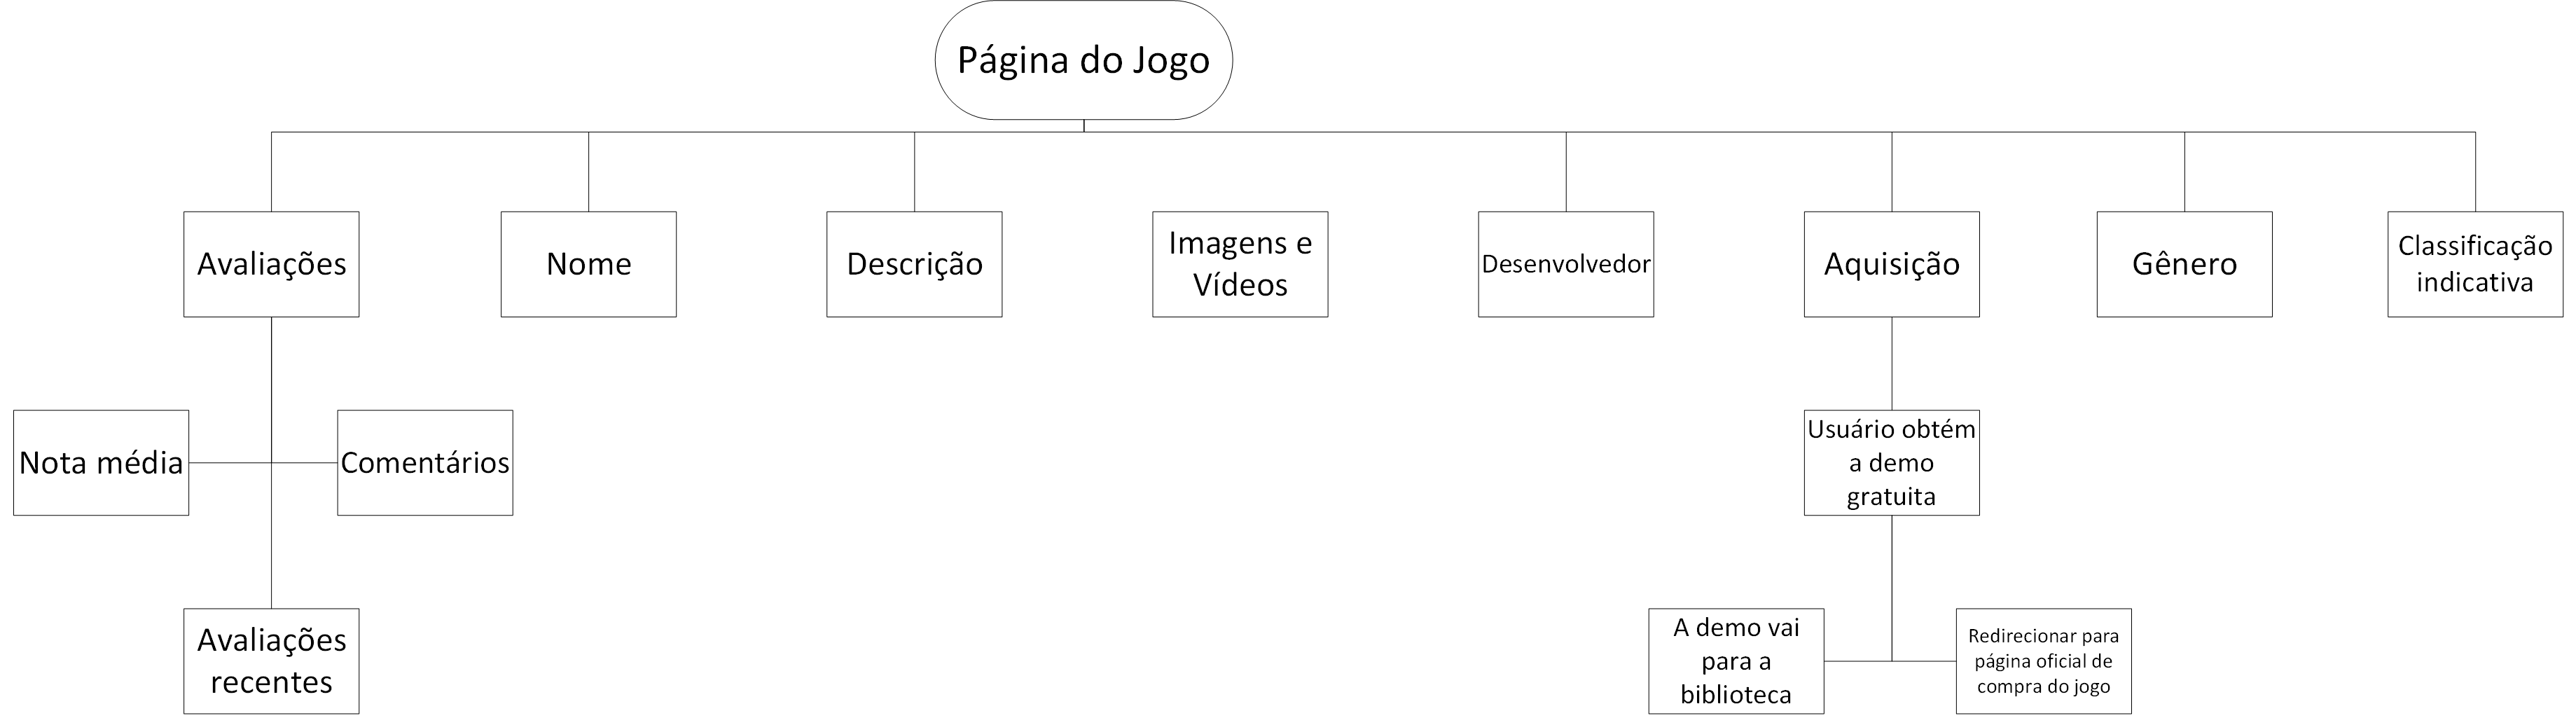 Página do Jogo
Avaliações
Nome
Descrição
Imagens e
Vídeos
Desenvolvedor
Aquisição
Gênero
Classificação
indicativa
Nota média
Comentários
Usuário obtém
a demo
gratuita
Avaliações
recentes
A demo vai
para a
biblioteca
Redirecionar para
página oficial de
compra do jogo